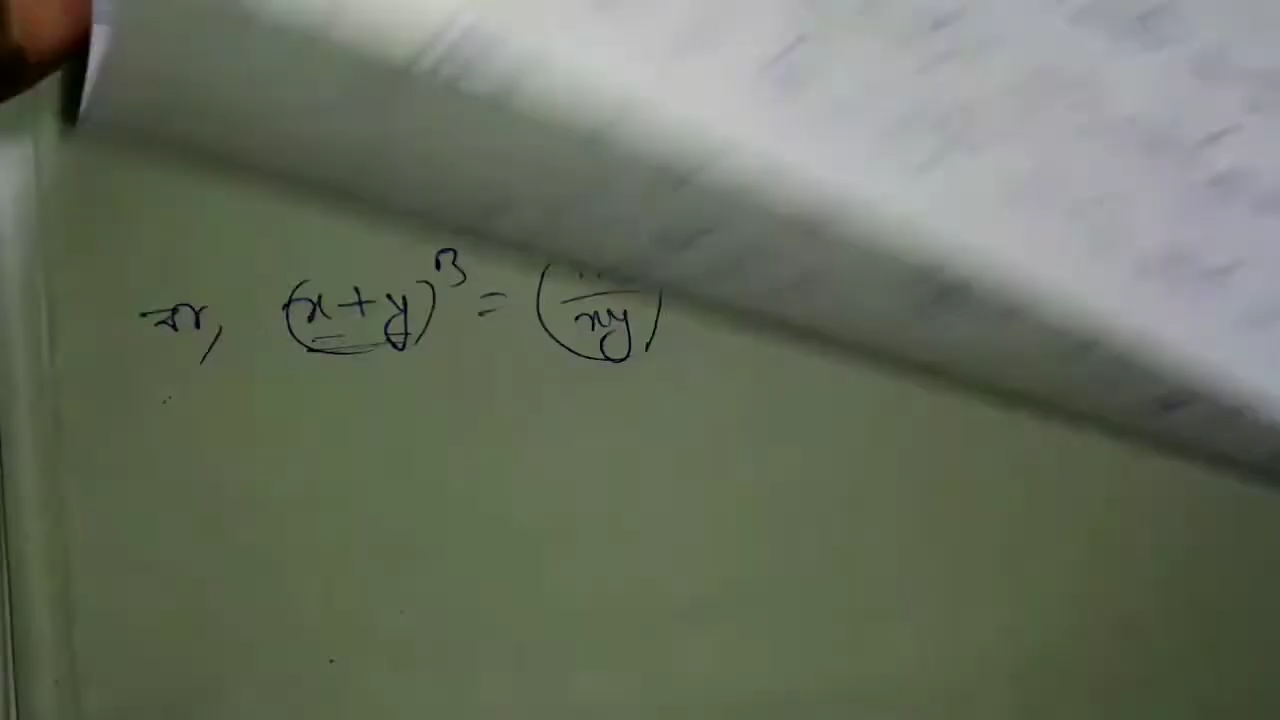 বা, (x+y)³ = (/xy)